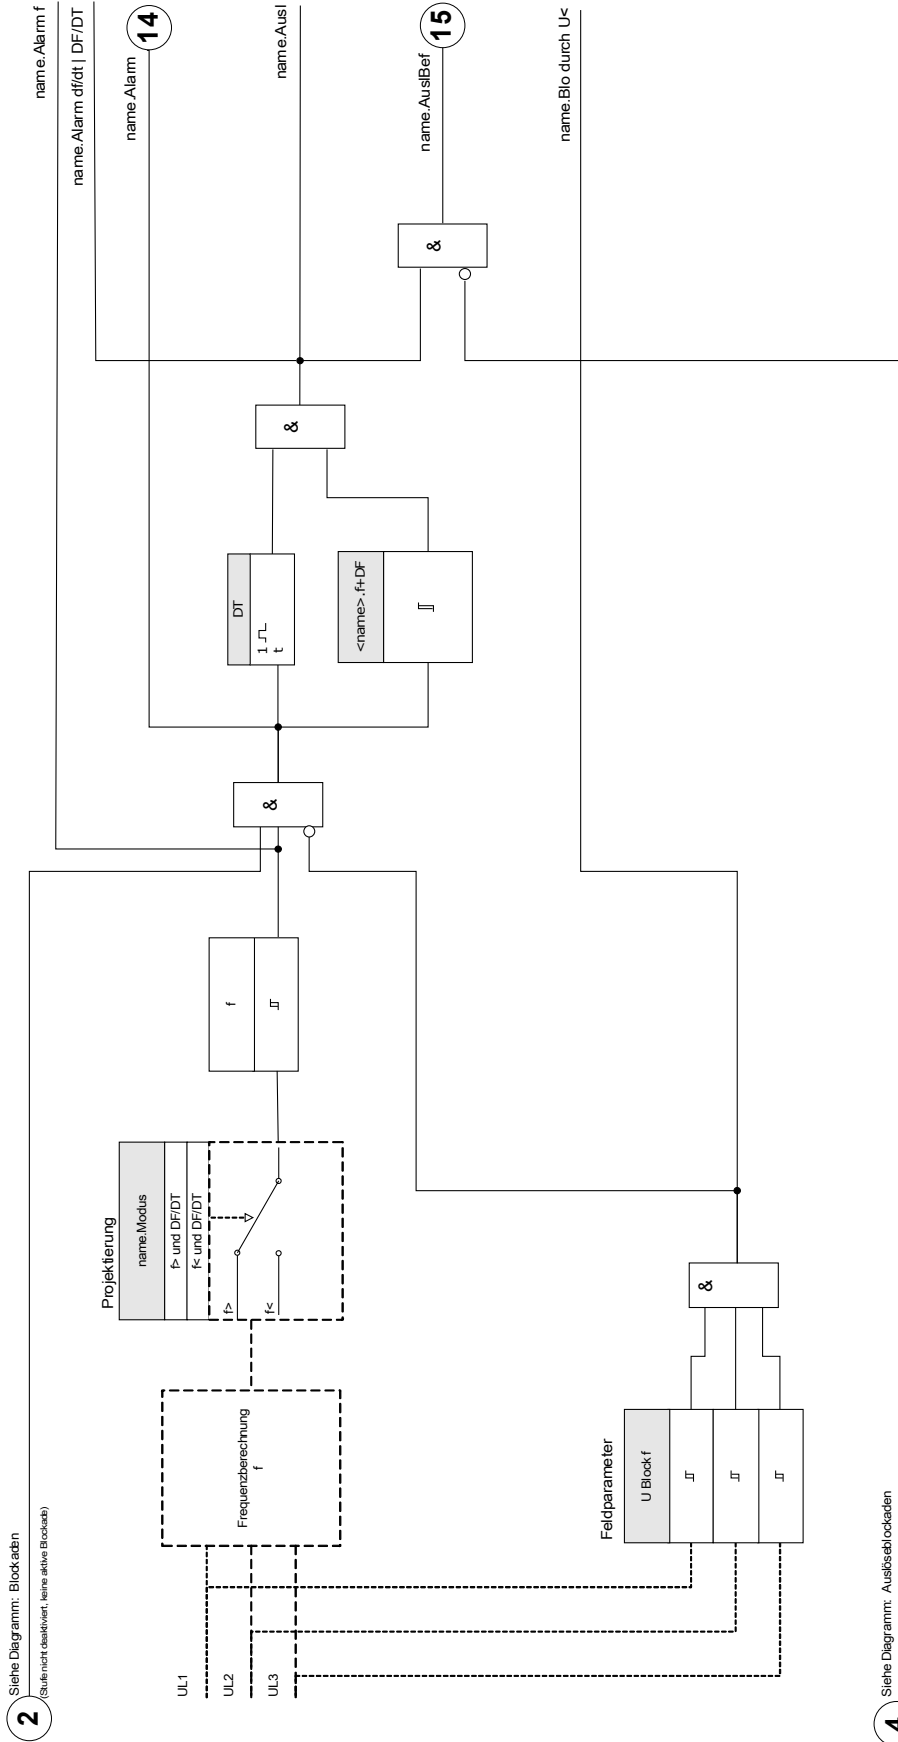 2
Siehe Diagramm: Blockaden
(Stufe nicht deaktiviert, keine aktive Blockade)
name.Alarm f
name.Alarm df/dt | DF/DT
name.Alarm
14
name.Ausl
name.AuslBef
15
name.Blo durch U<
Projektierung
name.Modus
f> und DF/DT
f< und DF/DT
f>
f<
Frequenzberechnung
f
UL1
UL2
UL3
f
&
DT
1
t
<name>.f+DF
&
&
Feldparameter
U Block f
&
4
Siehe Diagramm: Auslöseblockaden